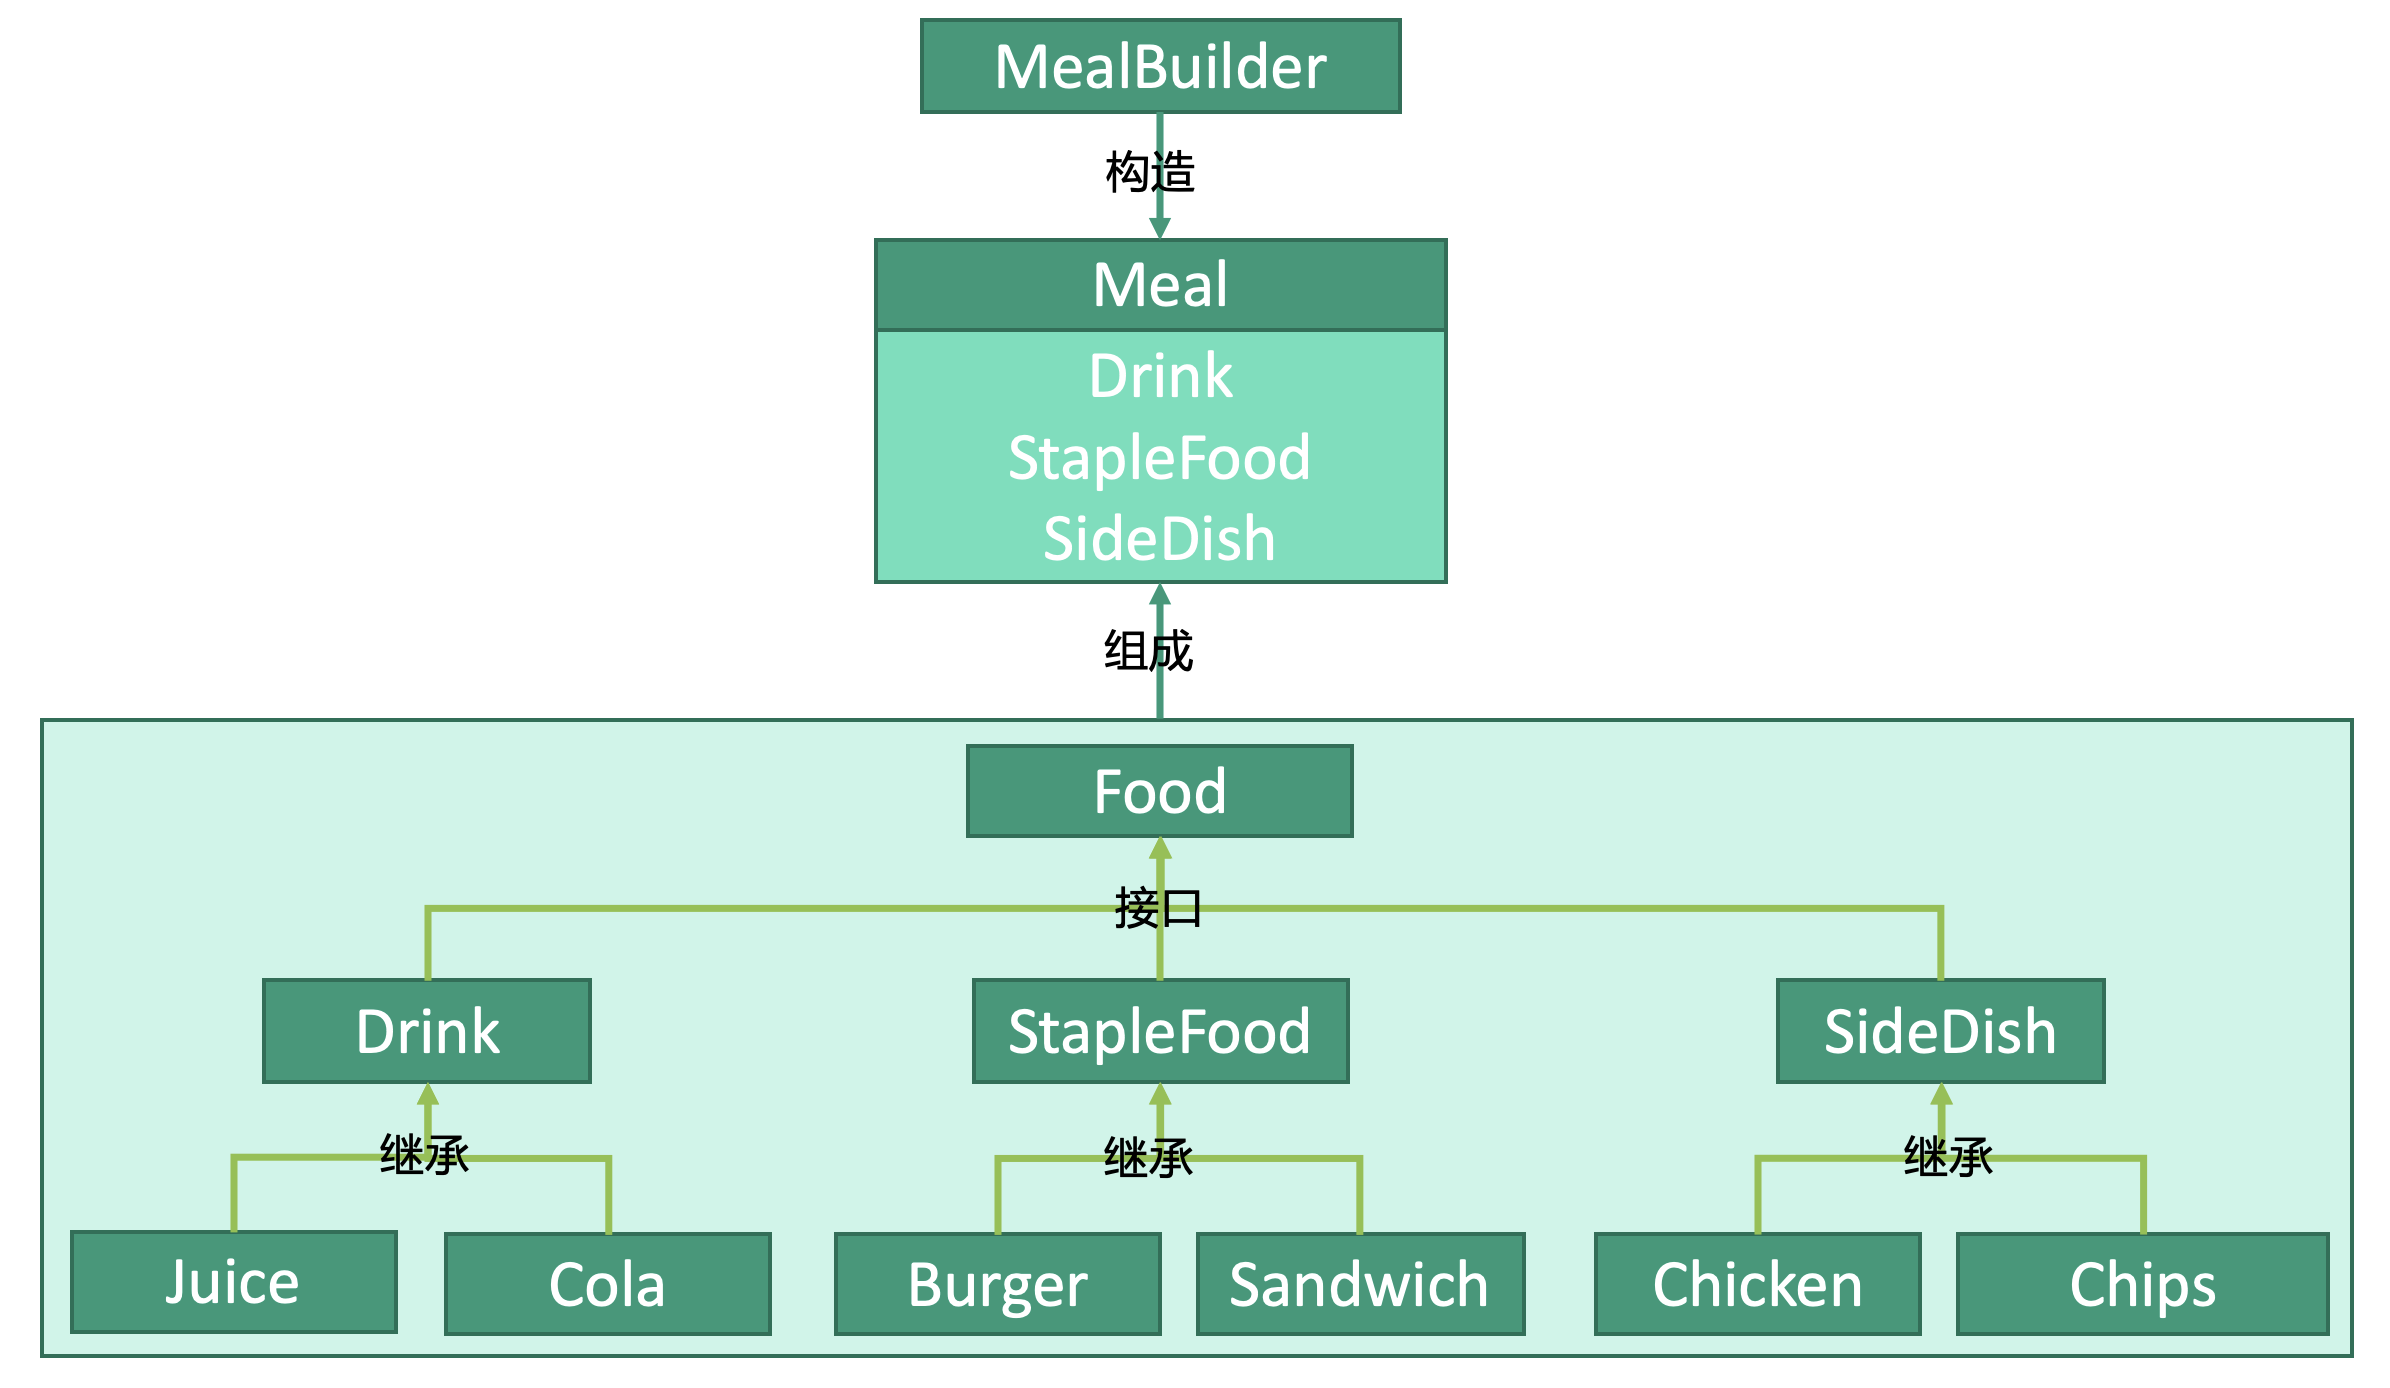 MealBuilder
构造
Meal
Drink
StapleFood
SideDish
组成
Food
接口
Drink
StapleFood
SideDish
继承
继承
继承
Juice
Cola
Burger
Sandwich
Chicken
Chips